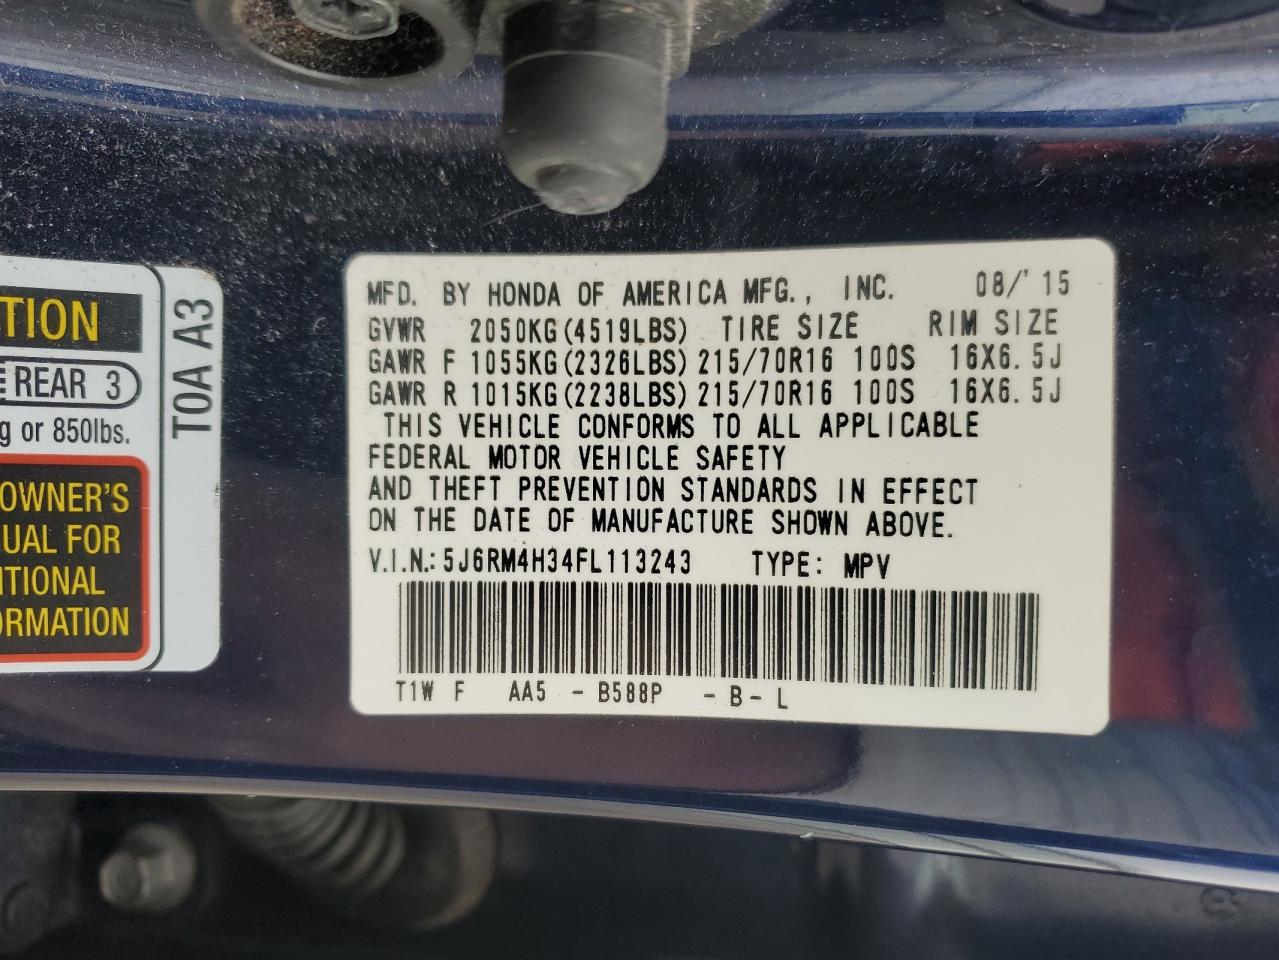 TION
E REAR 3
g or 850lbs.
OWNER'S
UAL FOR
ITIONAL
ORMATION
T0A A3
MFD. BY HONDA OF AMERICA MFG., INC. 08/'15
GVWR 2050KG(4519LBS) TIRE SIZE RIM SIZE
GAWR F 1055KG(2326LBS) 215/70R16 100S 16X6.5J
GAWR R 1015KG(2238LBS) 215/70R16 100S 16X6.5J
THIS VEHICLE CONFORMS TO ALL APPLICABLE
FEDERAL MOTOR VEHICLE SAFETY
AND THEFT PREVENTION STANDARDS IN EFFECT
ON THE DATE OF MANUFACTURE SHOWN ABOVE.
V.I.N.: 5J6RM4H34FL113243 TYPE: MPV
T1W F AA5 - B588P - B - L